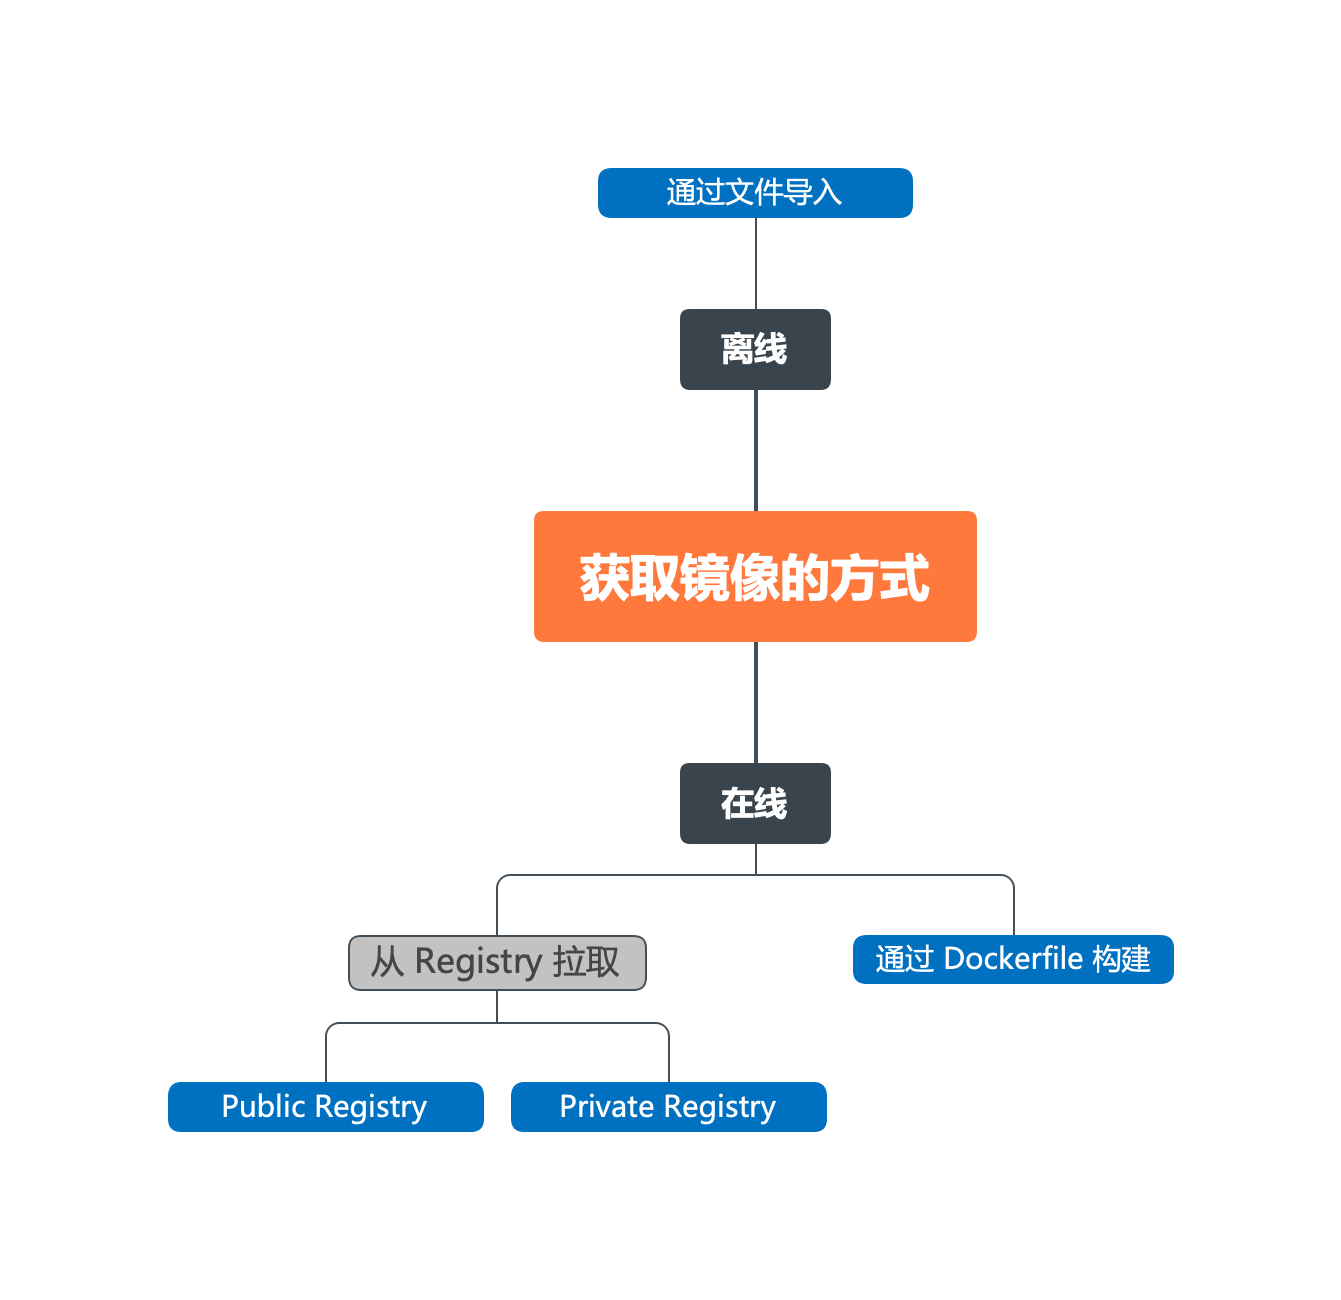 通过文件导入
离线
获取镜像的方式
在线
从 Registry 拉取
通过 Dockerfile 构建
Public Registry
Private Registry